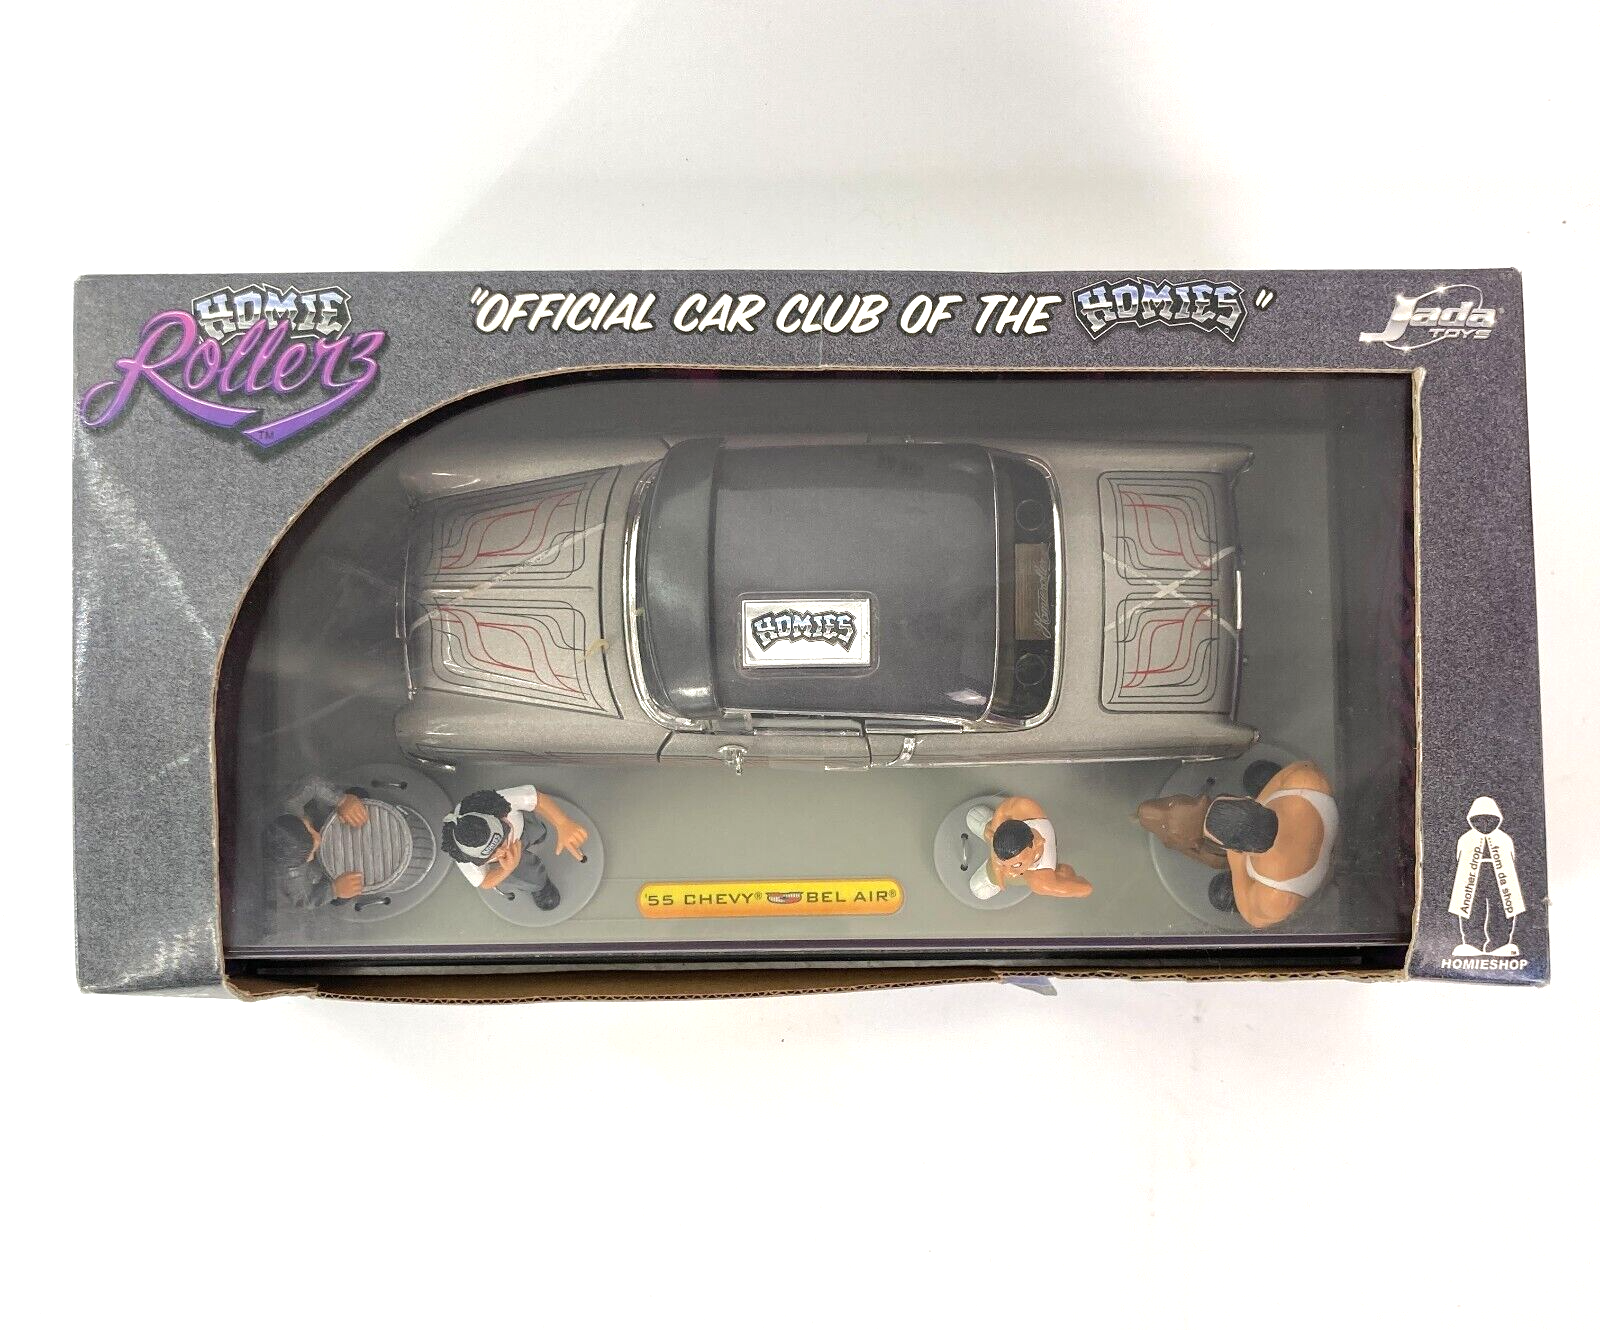 HOMIE
Roller3
TM
"OFFICIAL CAR CLUB OF THE HOMIES"
Jada
TOYS
HOMIES
'55 CHEVY® BEL AIR®
Another drop...
from da shop
HOMIESHOP